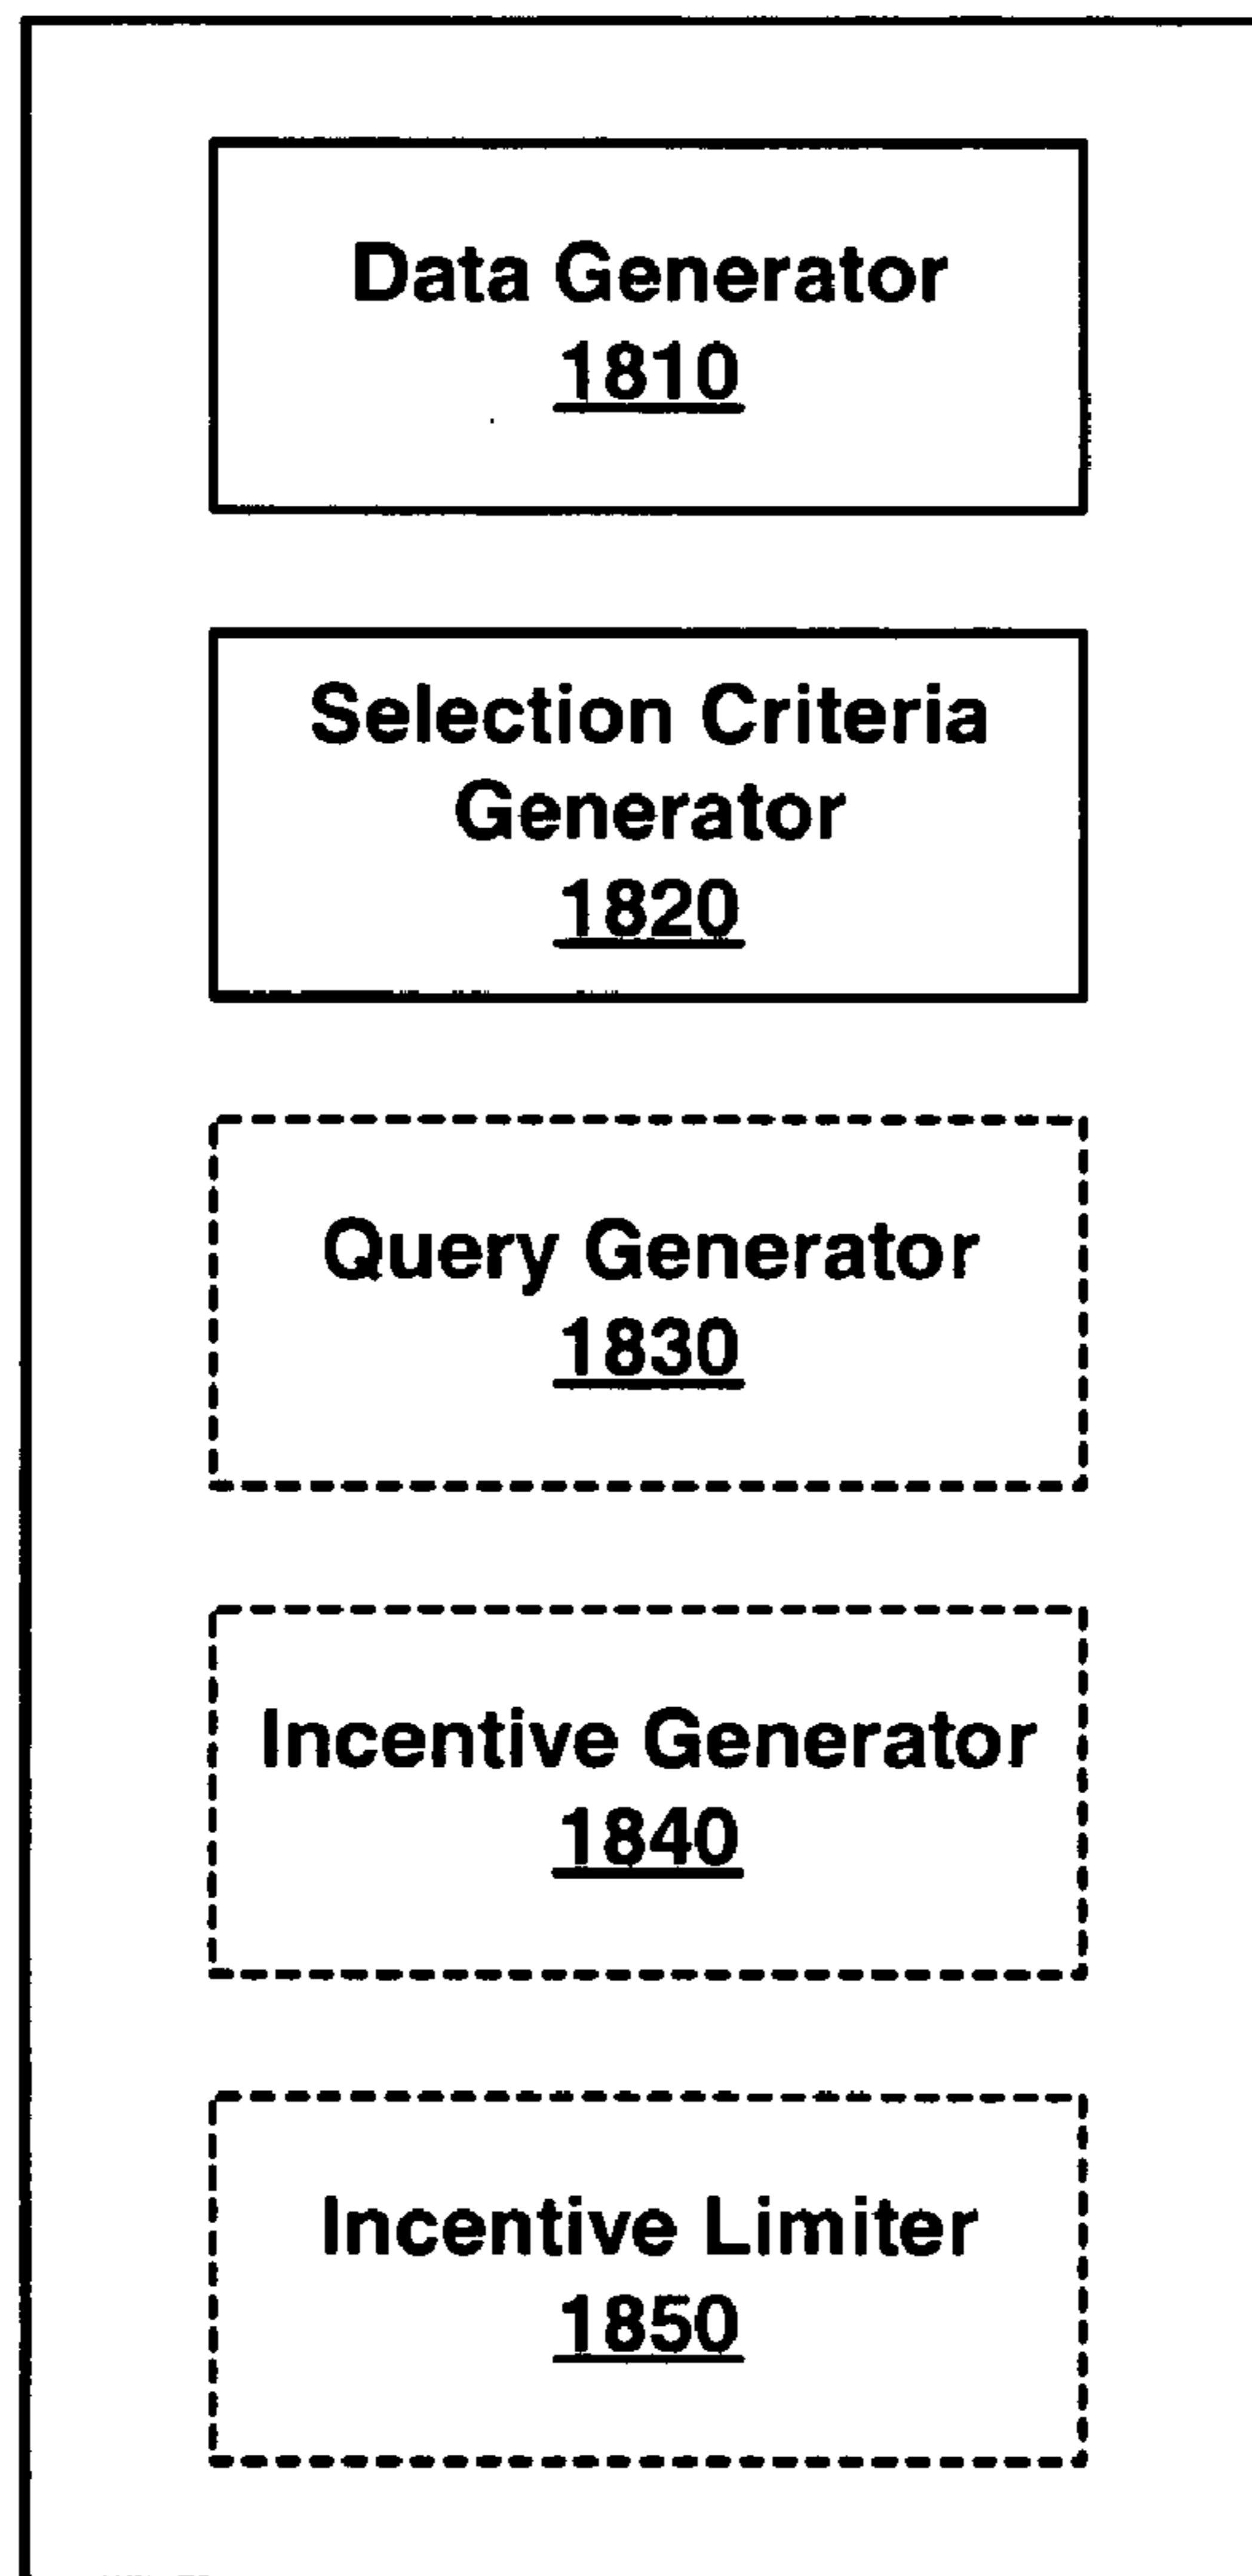 Data Generator
1810
Selection Criteria
Generator
1820
Query Generator
1830
Incentive Generator
1840
Incentive Limiter
1850